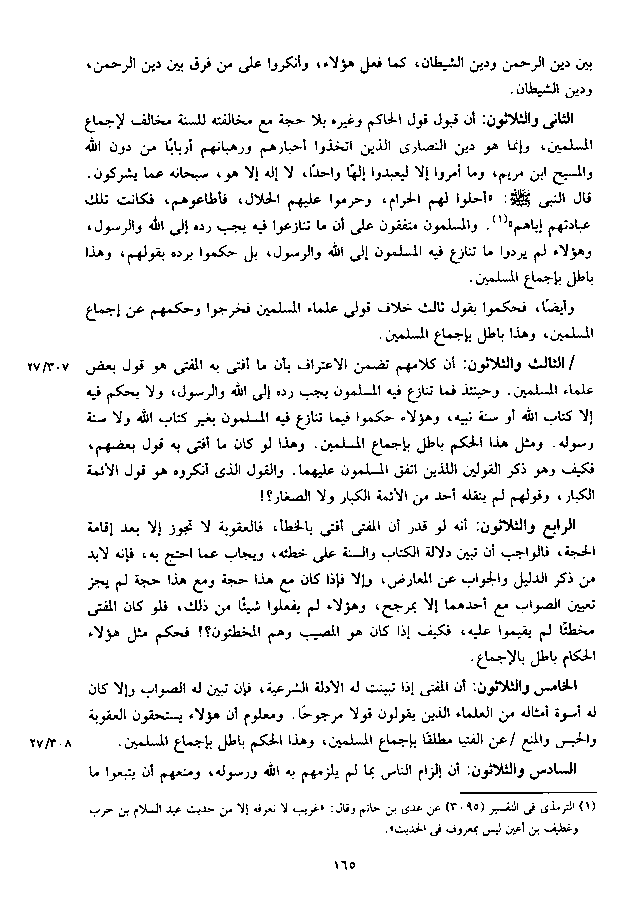 بين دين الرحمن ودين الشيطان، كما فعل هؤلاء، وأنكروا على من فرق بين دين الرحمن،
ودين الشيطان.
الثانى والثلاثون: أن قبول قول الحاكم وغيره بلا حجة مع مخالفته للسنة مخالف لإجماع
المسلمين، وإنما هو دين النصارى الذين اتخذوا أحبارهم ورهبانهم أربابًا من دون الله
والمسيح ابن مريم، وما أمروا إلا ليعبدوا إلهًا واحدًا، لا إله إلا هو، سبحانه عما يشركون.
قال النبى ﷺ: «أحلوا لهم الحرام، وحرموا عليهم الحلال، فأطاعوهم، فكانت تلك
عبادتهم إياهم»(١). والمسلمون متفقون على أن ما تنازعوا فيه يجب رده إلى الله والرسول،
وهؤلاء لم يردوا ما تنازع فيه المسلمون إلى الله والرسول، بل حكموا برده بقولهم، وهذا
باطل بإجماع المسلمين.
وأيضًا، فحكموا بقول ثالث خلاف قولى علماء المسلمين فخرجوا وحكمهم عن إجماع
المسلمين، وهذا باطل بإجماع المسلمين.
/ الثالث والثلاثون: أن كلامهم تضمن الاعتراف بأن ما أفتى به المفتى هو قول بعض ٢٧/٣٠٧
علماء المسلمين. وحينئذ فما تنازع فيه المسلمون يجب رده إلى الله والرسول، ولا يحكم فيه
إلا كتاب الله أو سنة نبيه، وهؤلاء حكموا فيما تنازع فيه المسلمون بغير كتاب الله ولا سنة
رسوله. ومثل هذا الحكم باطل بإجماع المسلمين. وهذا لو كان ما أفتى به قول بعضهم،
فكيف وهو ذكر القولين اللذين اتفق المسلمون عليهما. والقول الذى أنكروه هو قول الأئمة
الكبار، وقولهم لم ينقله أحد من الأئمة الكبار ولا الصغار؟!
الرابع والثلاثون: أنه لو قدر أن المفتى أفتى بالخطأ، فالعقوبة لا تجوز إلا بعد إقامة
الحجة، فالواجب أن تبين دلالة الكتاب والسنة على خطئه، ويجاب عما احتج به، فإنه لابد
من ذكر الدليل والجواب عن المعارض، وإلا فإذا كان مع هذا حجة ومع هذا حجة لم يجز
تعيين الصواب مع أحدهما إلا بمرجح، وهؤلاء لم يفعلوا شيئًا من ذلك، فلو كان المفتى
مخطئًا لم يقيموا عليه، فكيف إذا كان هو المصيب وهم المخطئون؟! فحكم مثل هؤلاء
الحكام باطل بالإجماع.
الخامس والثلاثون: أن المفتى إذا تبينت له الأدلة الشرعية، فإن تبين له الصواب وإلا كان
له أسوة أمثاله من العلماء الذين يقولون قولا مرجوحًا. ومعلوم أن هؤلاء يستحقون العقوبة
والحبس والمنع /عن الفتيا مطلقًا بإجماع المسلمين، وهذا الحكم باطل بإجماع المسلمين. ٢٧/٣٠٨
السادس والثلاثون: أن إلزام الناس بما لم يلزمهم به الله ورسوله، ومنعهم أن يتبعوا ما
(١) الترمذى فى التفسير (٣٠٩٥) عن عدى بن حاتم وقال: «غريب لا نعرفه إلا من حديث عبد السلام بن حرب
وغطيف بن أعين ليس بمعروف فى الحديث».
١٦٥